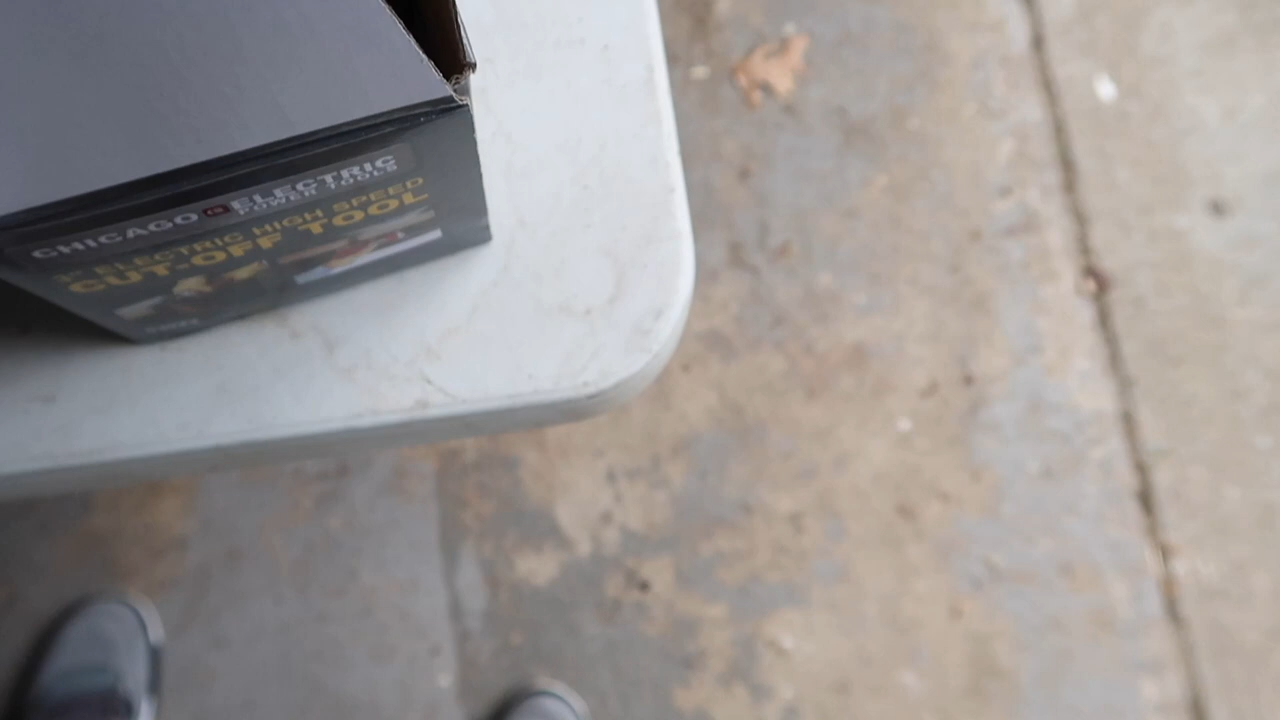 CHICAGO ELECTRIC
POWER TOOLS
3" ELECTRIC HIGH SPEED
CUT-OFF TOOL